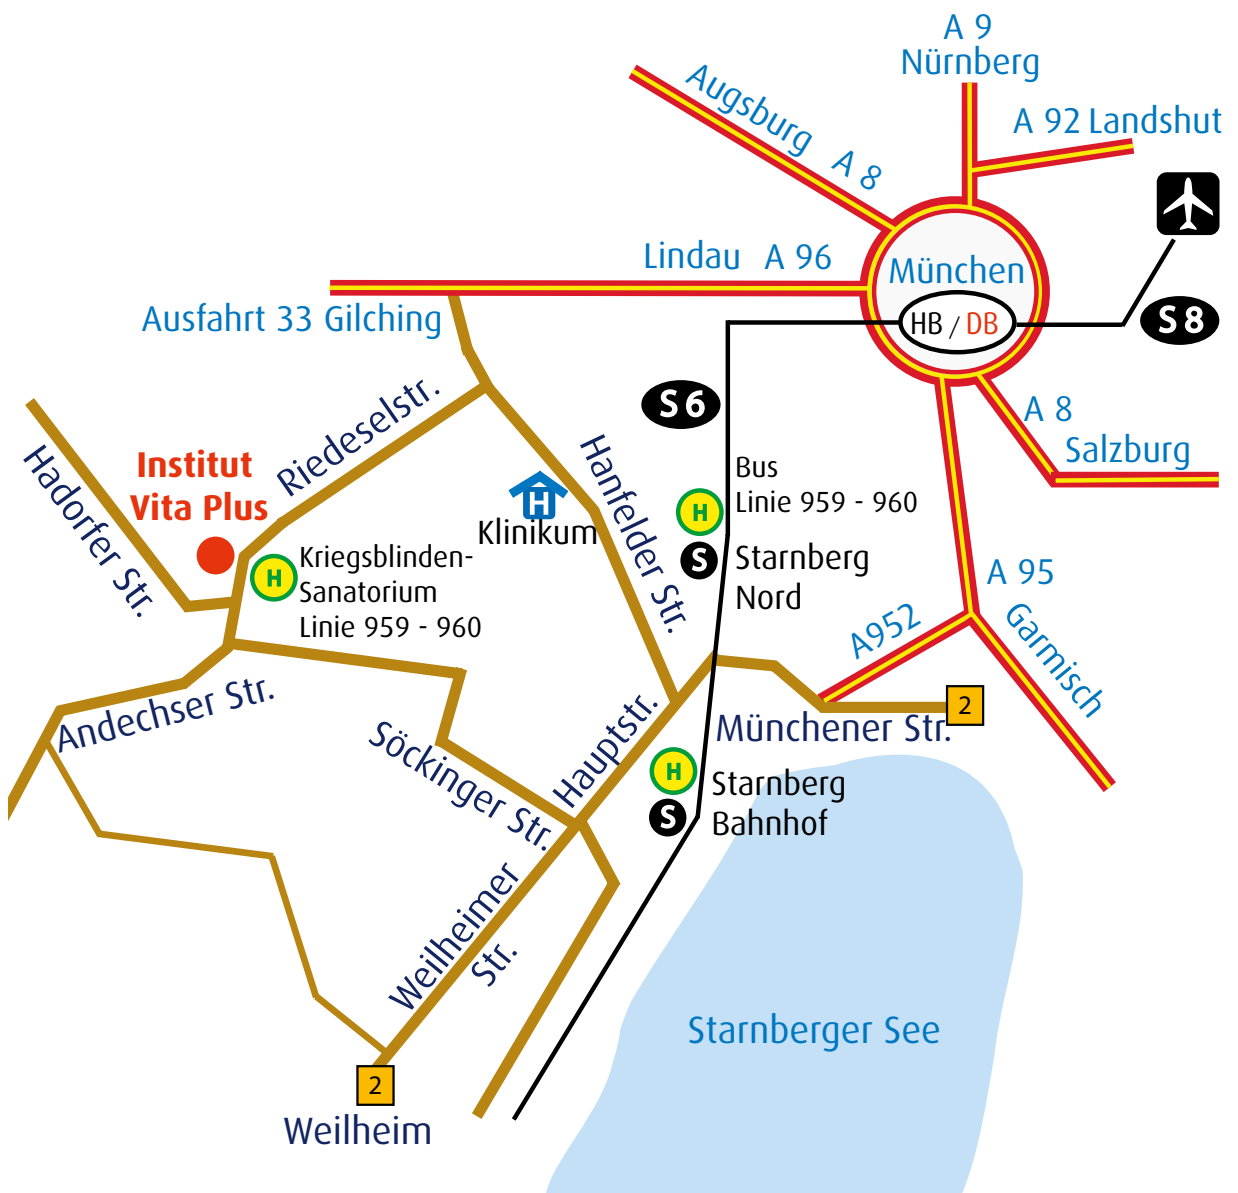 A 9
Nürnberg
Augsburg A 8
A 92 Landshut
Lindau A 96
München
Ausfahrt 33 Gilching
HB / DB
S 8
S 6
A 8
Salzburg
Riedeselstr.
Hadorfer Str.
Institut
Vita Plus
Hanfelder Str.
H
Klinikum
Bus
Linie 959 - 960
H
S
Starnberg
Nord
H
Kriegsblinden-
Sanatorium
Linie 959 - 960
A 95
A952
Garmisch
Andechser Str.
Söckinger Str.
Hauptstr.
Münchener Str.
2
H
S
Starnberg
Bahnhof
Weilheimer
Str.
Starnberger See
2
Weilheim